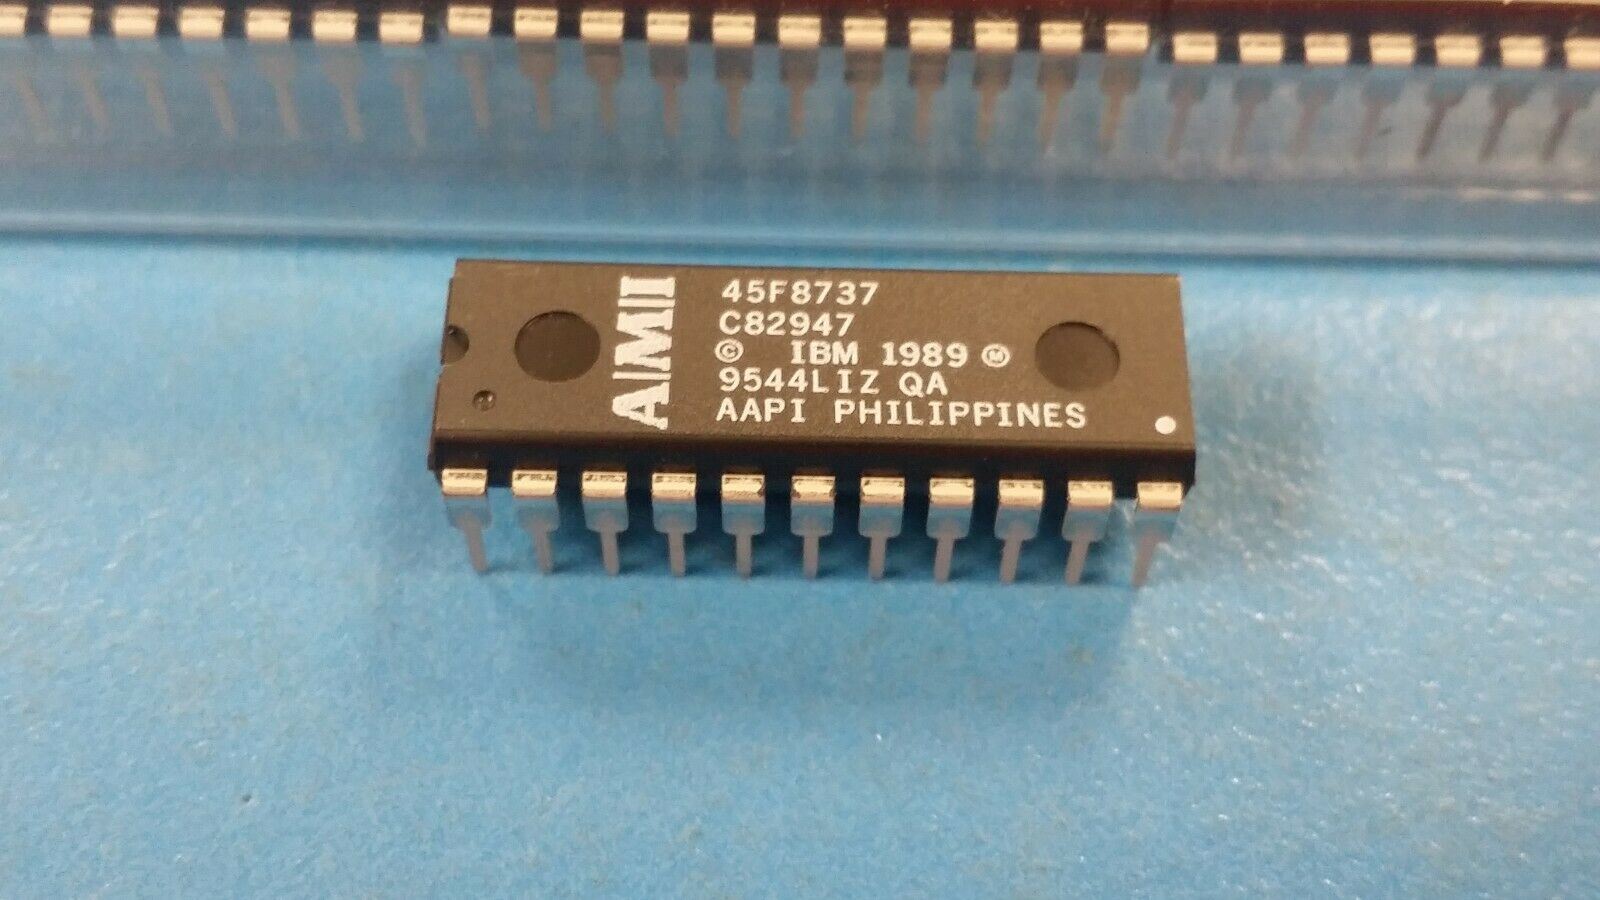 AMI
45F8737
C82947
© IBM 1989 Ⓜ
9544LIZ QA
AAPI PHILIPPINES